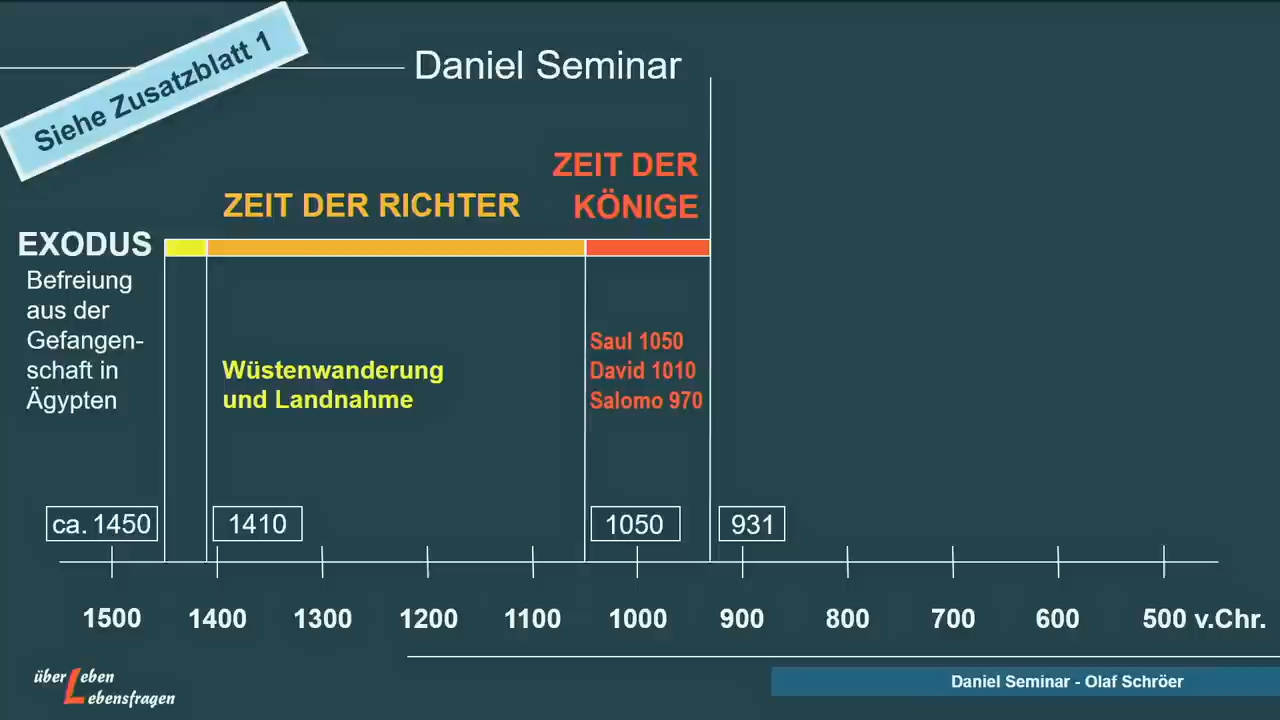 Siehe Zusatzblatt 1
Daniel Seminar
ZEIT DER
KÖNIGE
ZEIT DER RICHTER
EXODUS
Befreiung
aus der
Gefangen-
schaft in
Ägypten
Wüstenwanderung
und Landnahme
Saul 1050
David 1010
Salomo 970
ca. 1450 1410 1050 931
1500 1400 1300 1200 1100 1000 900 800 700 600 500 v.Chr.
überLeben
Lebensfragen
Daniel Seminar - Olaf Schröer